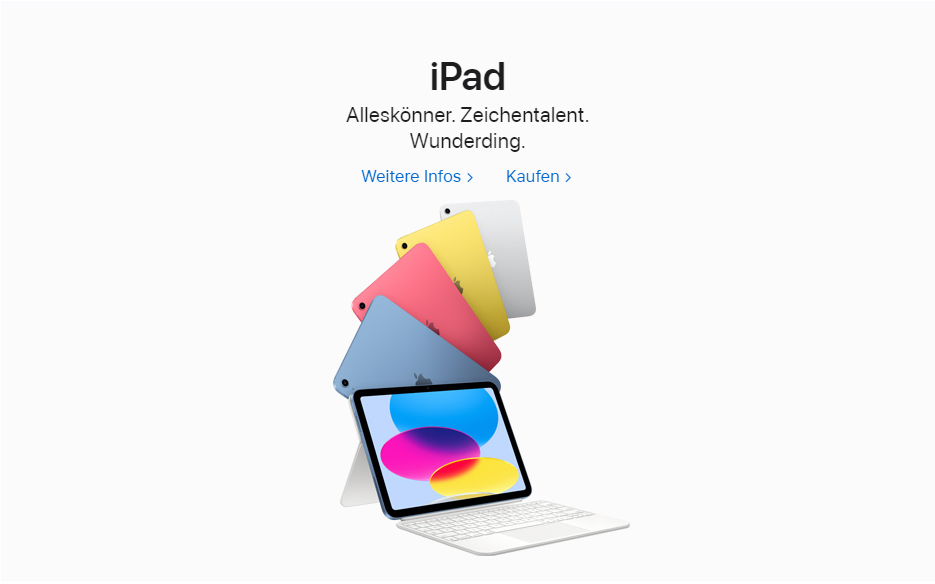 iPad
Alleskönner. Zeichentalent.
Wunderding.
Weitere Infos >
Kaufen >